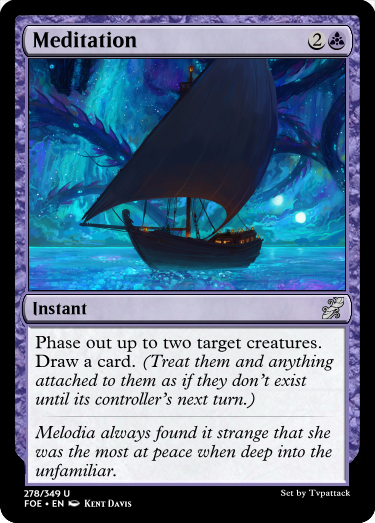 Meditation 2
Instant
Phase out up to two target creatures.
Draw a card. (Treat them and anything
attached to them as if they don't exist
until its controller's next turn.)
Melodia always found it strange that she
was the most at peace when deep into the
unfamiliar.
278/349 U Set by Tvpattack
FOE • EN Kent Davis